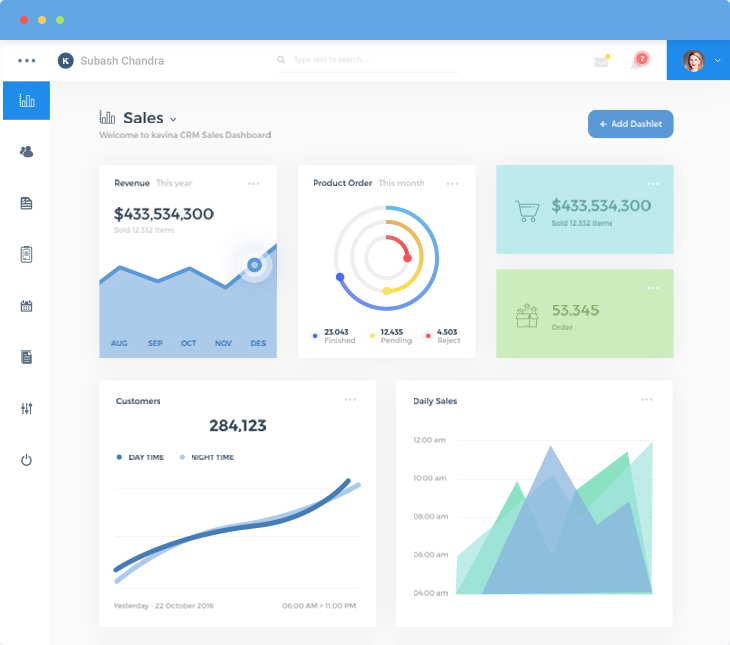 K Subash Chandra
Type text to search...
2
Sales
Welcome to kavina CRM Sales Dashboard
+ Add Dashlet
Revenue This year
$433,534,300
Sold 12.332 Items
AUG SEP OCT NOV DES
Product Order This month
23.043 12.435 4.503
Finished Pending Reject
$433,534,300
Sold 12.332 Items
53.345
Order
Customers
284,123
DAY TIME NIGHT TIME
Yesterday - 22 October 2016 06:00 AM > 11:00 PM
Daily Sales
12:00 am
10:00 am
08:00 am
06:00 am
04:00 am